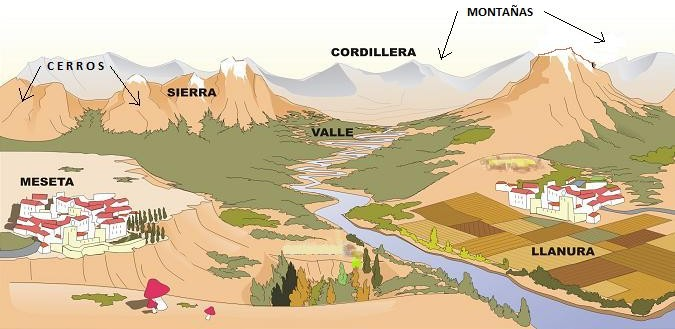 MONTAÑAS
CORDILLERA
CERROS
SIERRA
VALLE
MESETA
LLANURA